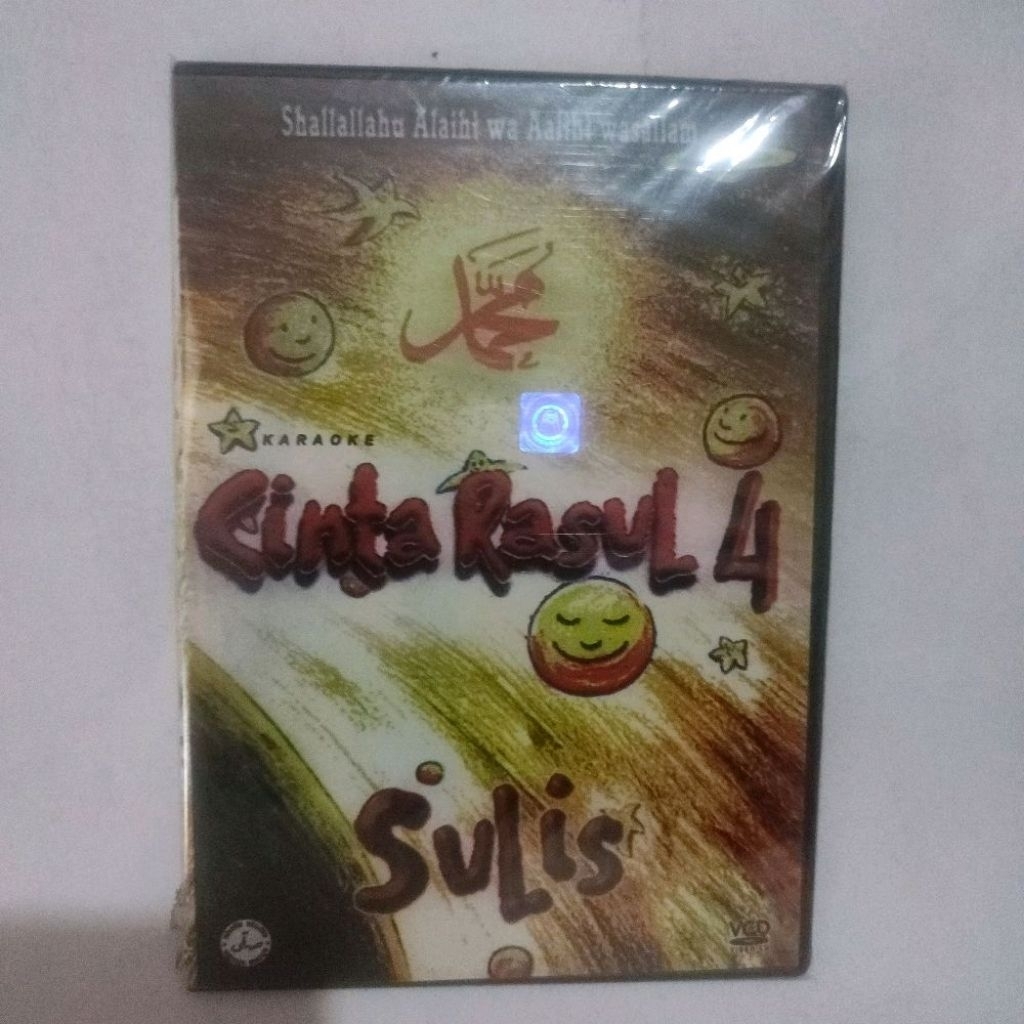 Shallallahu Alaihi wa Aalihi wasallam
محمد
KARAOKE
Cinta Rasul 4
Sulis
VCD